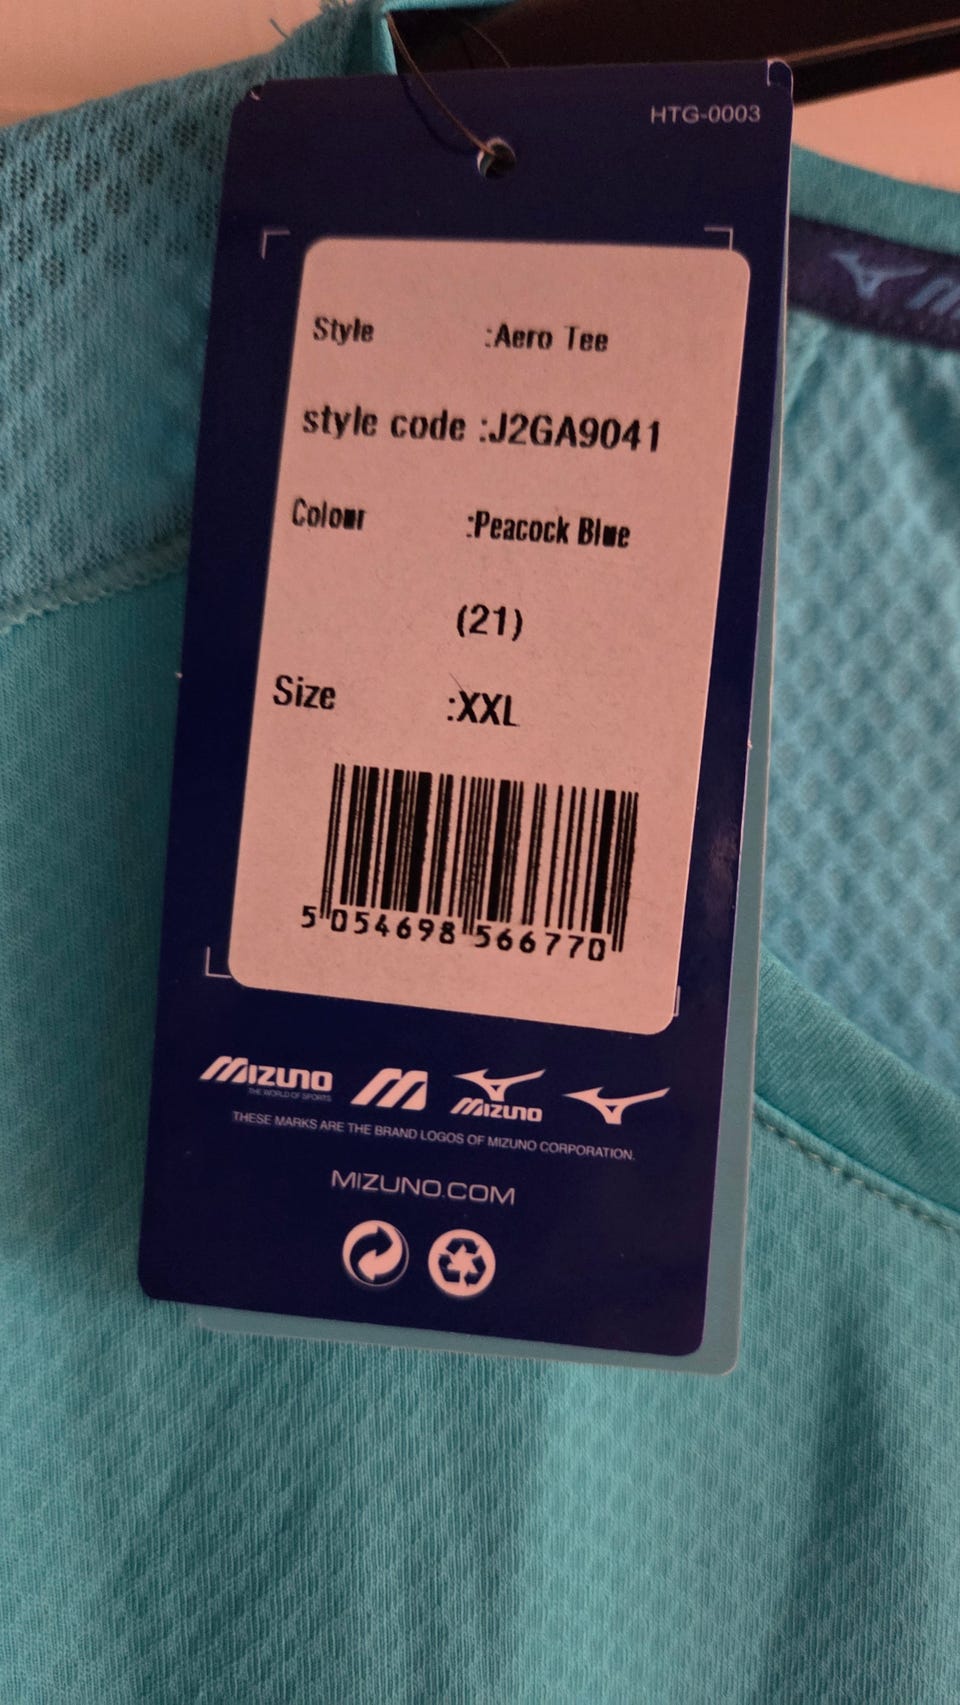 HTG-0003
Style :Aero Tee
style code :J2GA9041
Colour :Peacock Blue
(21)
Size :XXL
5 054698 566770
MIZUNO MIZUNO
THE WORLD OF SPORTS
THESE MARKS ARE THE BRAND LOGOS OF MIZUNO CORPORATION.
MIZUNO.COM